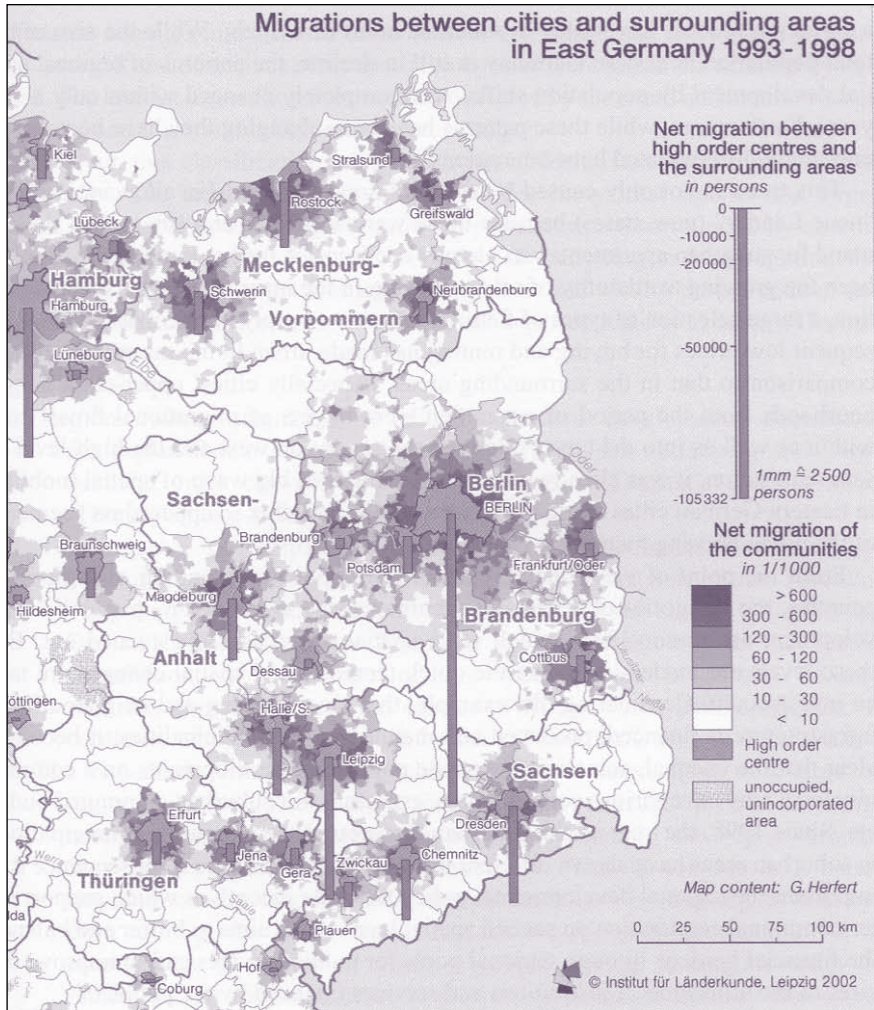 Migrations between cities and surrounding areas
in East Germany 1993-1998
Net migration between
high order centres and
the surrounding areas
in persons
-10000
-20000
-50000
-105332
1mm ≙ 2500
persons
Net migration of
the communities
in 1/1000
> 600
300 - 600
120 - 300
60 - 120
30 - 60
10 - 30
< 10
High order
centre
unoccupied,
unincorporated
area
Map content: G. Herfert
0 25 50 75 100 km
© Institut für Länderkunde, Leipzig 2002
Kiel
Stralsund
Rostock
Greifswald
Lübeck
Mecklenburg-
Vorpommern
Hamburg
Hamburg
Schwerin
Neubrandenburg
Lüneburg
Elbe
Oder
Sachsen-
Anhalt
Berlin
BERLIN
Braunschweig
Brandenburg
Potsdam
Frankfurt/Oder
Hildesheim
Magdeburg
Brandenburg
Dessau
Cottbus
öttingen
Halle/S.
Leipzig
Sachsen
Erfurt
Dresden
Jena
Gera
Zwickau
Chemnitz
Thüringen
Werra
Saale
Plauen
lda
Hof
Coburg